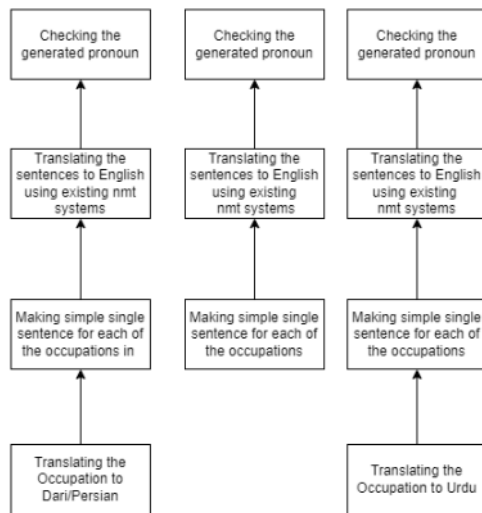 Checking the
generated pronoun
Checking the
generated pronoun
Checking the
generated pronoun
Translating the
sentences to English
using existing nmt
systems
Translating the
sentences to English
using existing
nmt systems
Translating the
sentences to English
using existing
nmt systems
Making simple single
sentence for each of
the occupations in
Making simple single
sentence for each of
the occupations
Making simple single
sentence for each of
the occupations
Translating the
Occupation to
Dari/Persian
Translating the
Occupation to Urdu